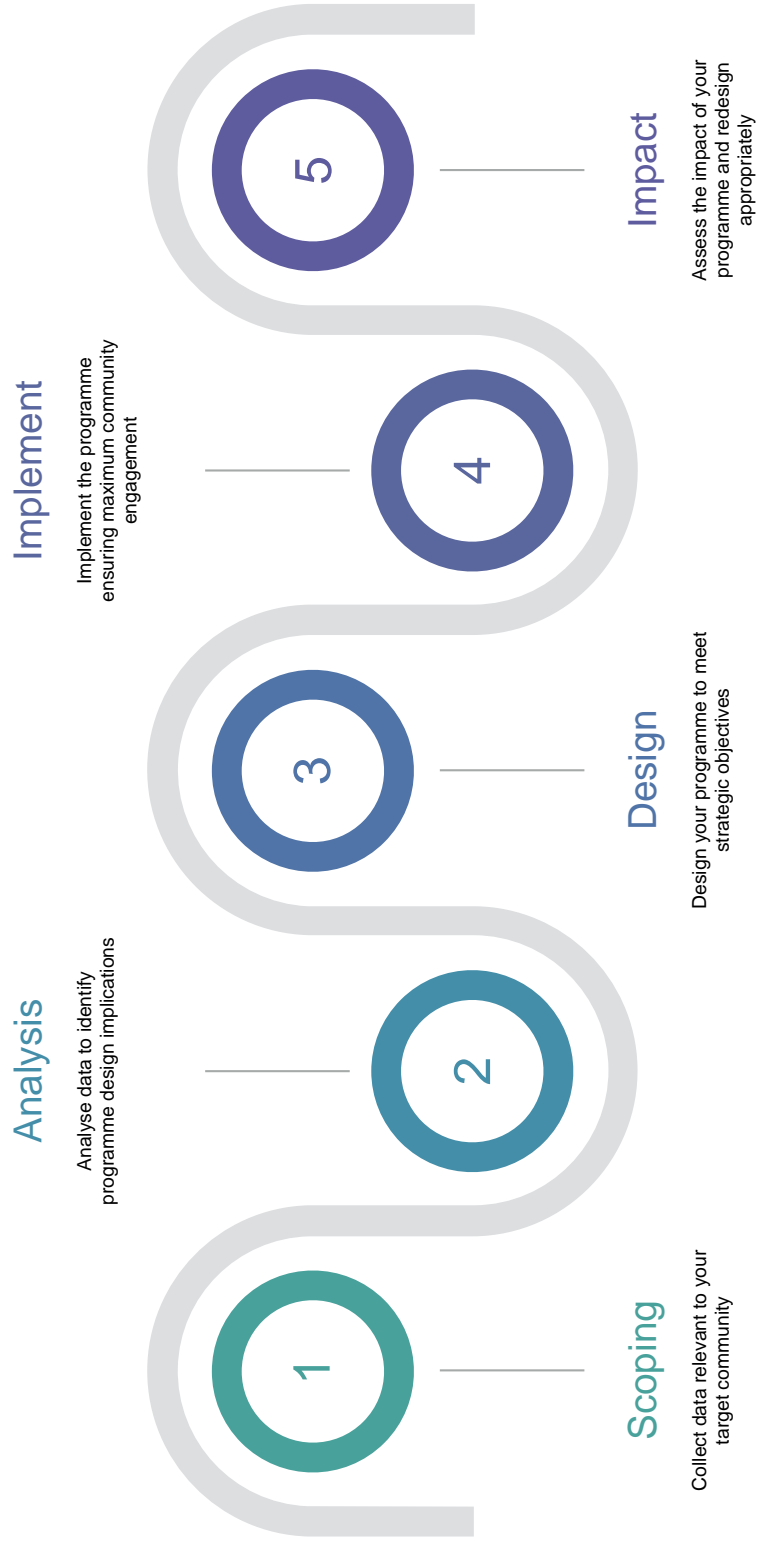 1
Scoping
Collect data relevant to your
target community
2
Analysis
Analyse data to identify
programme design implications
3
Design
Design your programme to meet
strategic objectives
4
Implement
Implement the programme
ensuring maximum community
engagement
5
Impact
Assess the impact of your
programme and redesign
appropriately